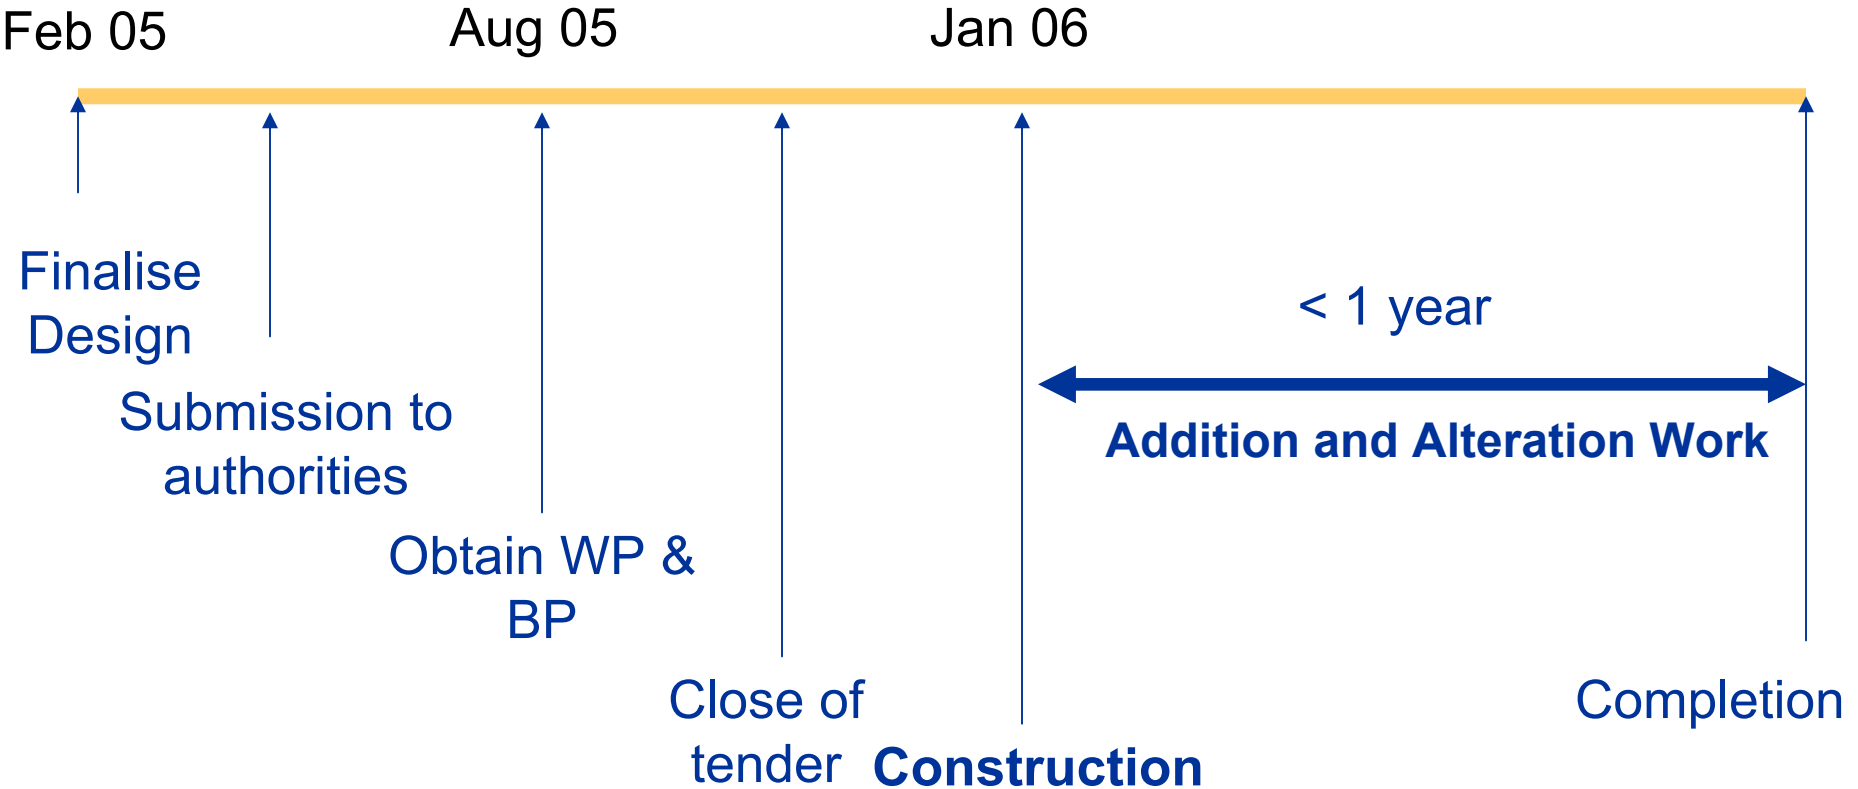 Feb 05
Aug 05
Jan 06
Finalise
Design
Submission to
authorities
Obtain WP &
BP
Close of
tender
Construction
< 1 year
Addition and Alteration Work
Completion